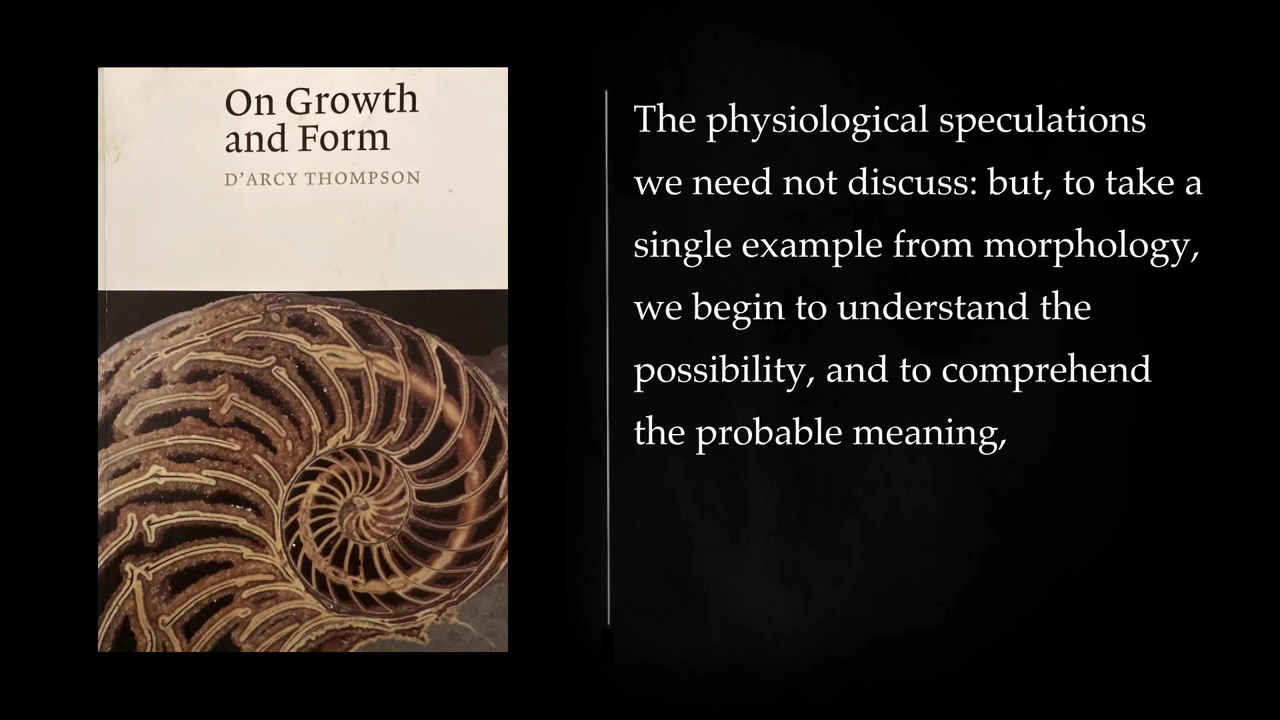 On Growth
and Form
D'ARCY THOMPSON
The physiological speculations
we need not discuss: but, to take a
single example from morphology,
we begin to understand the
possibility, and to comprehend
the probable meaning,